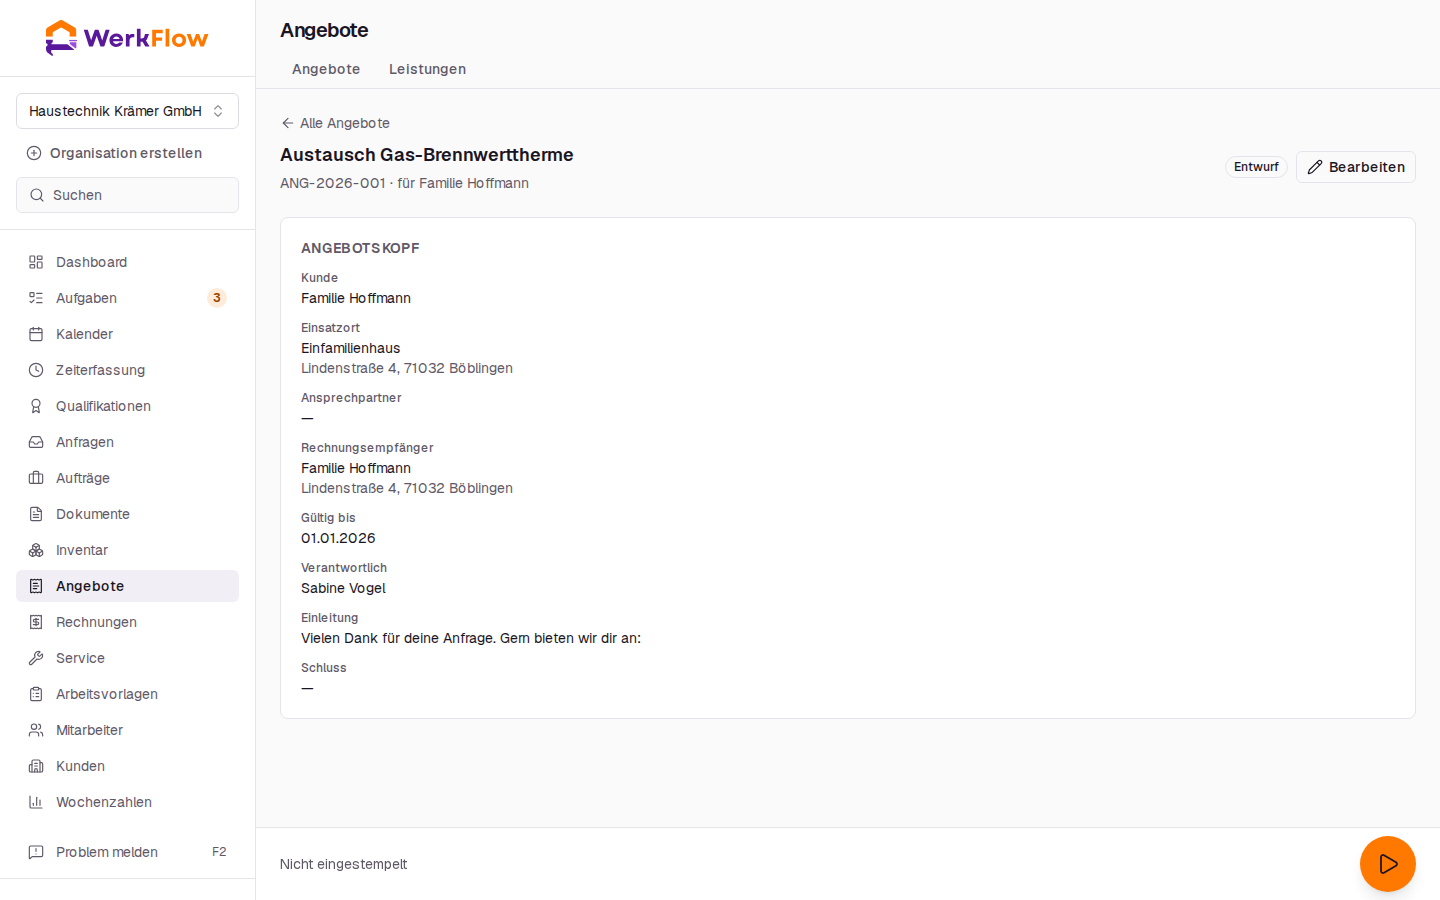 WerkFlow
Haustechnik Krämer GmbH
Organisation erstellen
Suchen
Dashboard
Aufgaben 3
Kalender
Zeiterfassung
Qualifikationen
Anfragen
Aufträge
Dokumente
Inventar
Angebote
Rechnungen
Service
Arbeitsvorlagen
Mitarbeiter
Kunden
Wochenzahlen
Problem melden F2
Angebote
Angebote Leistungen
Alle Angebote
Austausch Gas-Brennwerttherme
ANG-2026-001 · für Familie Hoffmann
Entwurf Bearbeiten
ANGEBOTSKOPF
Kunde
Familie Hoffmann
Einsatzort
Einfamilienhaus
Lindenstraße 4, 71032 Böblingen
Ansprechpartner
—
Rechnungsempfänger
Familie Hoffmann
Lindenstraße 4, 71032 Böblingen
Gültig bis
01.01.2026
Verantwortlich
Sabine Vogel
Einleitung
Vielen Dank für deine Anfrage. Gern bieten wir dir an:
Schluss
—
Nicht eingestempelt